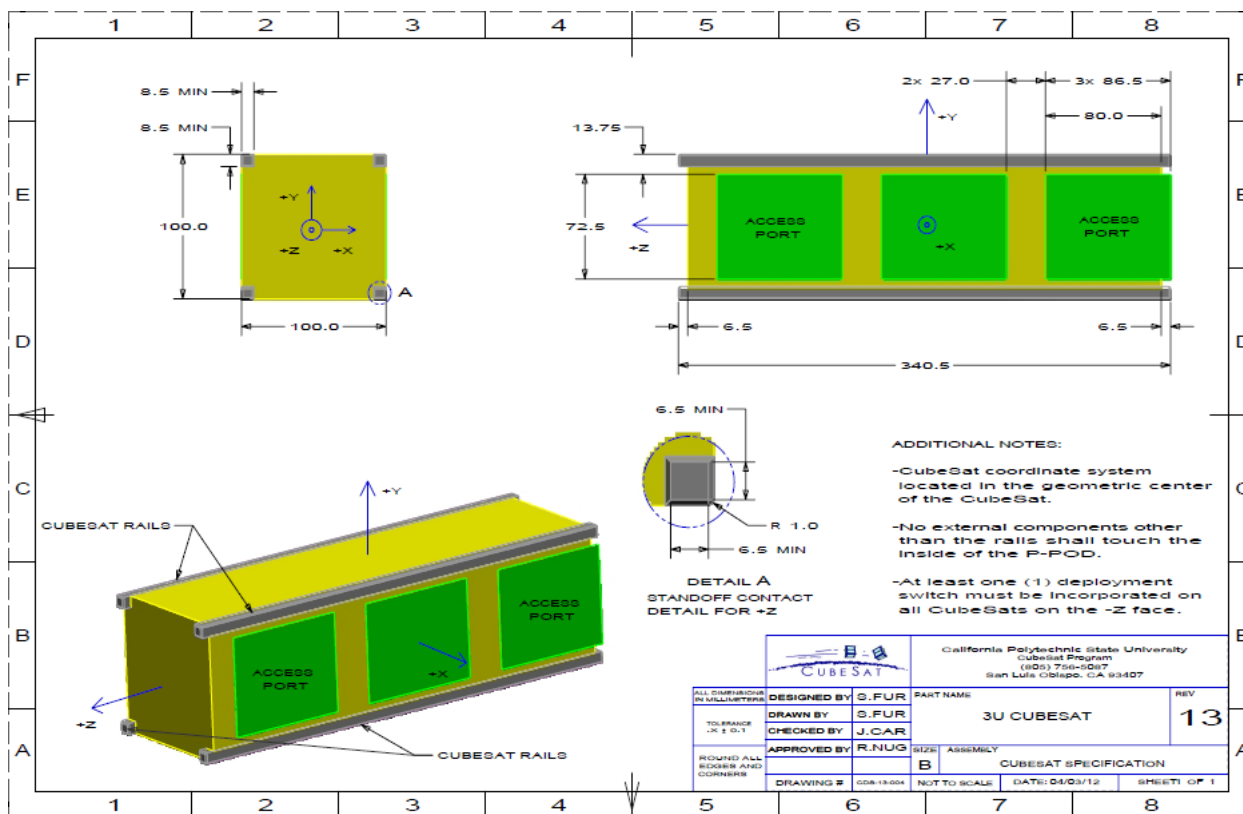 1 2 3 4 5 6 7 8
F
F
8.5 MIN
2x 27.0
3x 86.5
80.0
8.5 MIN
13.75
+Y
E
E
+Y
100.0
+Z
+X
ACCESS
PORT
72.5
+Z
+X
ACCESS
PORT
A
100.0
D
D
6.5
6.5
340.5
6.5 MIN
R 1.0
6.5 MIN
DETAIL A
STANDOFF CONTACT
DETAIL FOR +Z
ADDITIONAL NOTES:
-CubeSat coordinate system
located in the geometric center
of the CubeSat.
-No external components other
than the rails shall touch the
inside of the P-POD.
-At least one (1) deployment
switch must be incorporated on
all CubeSats on the -Z face.
C
C
+Y
CUBESAT RAILS
B
B
ACCESS
PORT
+X
ACCESS
PORT
+Z
CUBESAT RAILS
A
A
CUBESAT
California Polytechnic State University
CubeSat Program
(805) 756-5087
San Luis Obispo, CA 93407
ALL DIMENSIONS
IN MILLIMETERS
DESIGNED BY S.FUR
PART NAME
REV
TOLERANCE
.X ± 0.1
DRAWN BY S.FUR
3U CUBESAT
13
CHECKED BY J.CAR
APPROVED BY R.NUG
SIZE
B
ASSEMBLY
CUBESAT SPECIFICATION
ROUND ALL
EDGES AND
CORNERS
DRAWING #
NOT TO SCALE
DATE: 04/03/12
SHEET1 OF 1
1 2 3 4 5 6 7 8